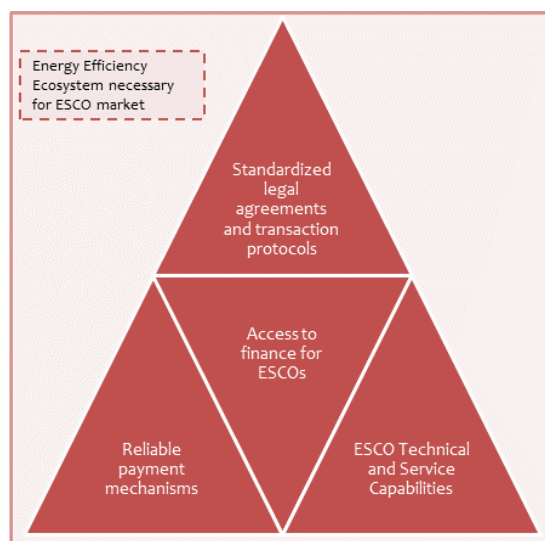 Energy Efficiency
Ecosystem necessary
for ESCO market
Standardized
legal
agreements
and transaction
protocols
Access to
finance for
ESCOs
Reliable
payment
mechanisms
ESCO Technical
and Service
Capabilities